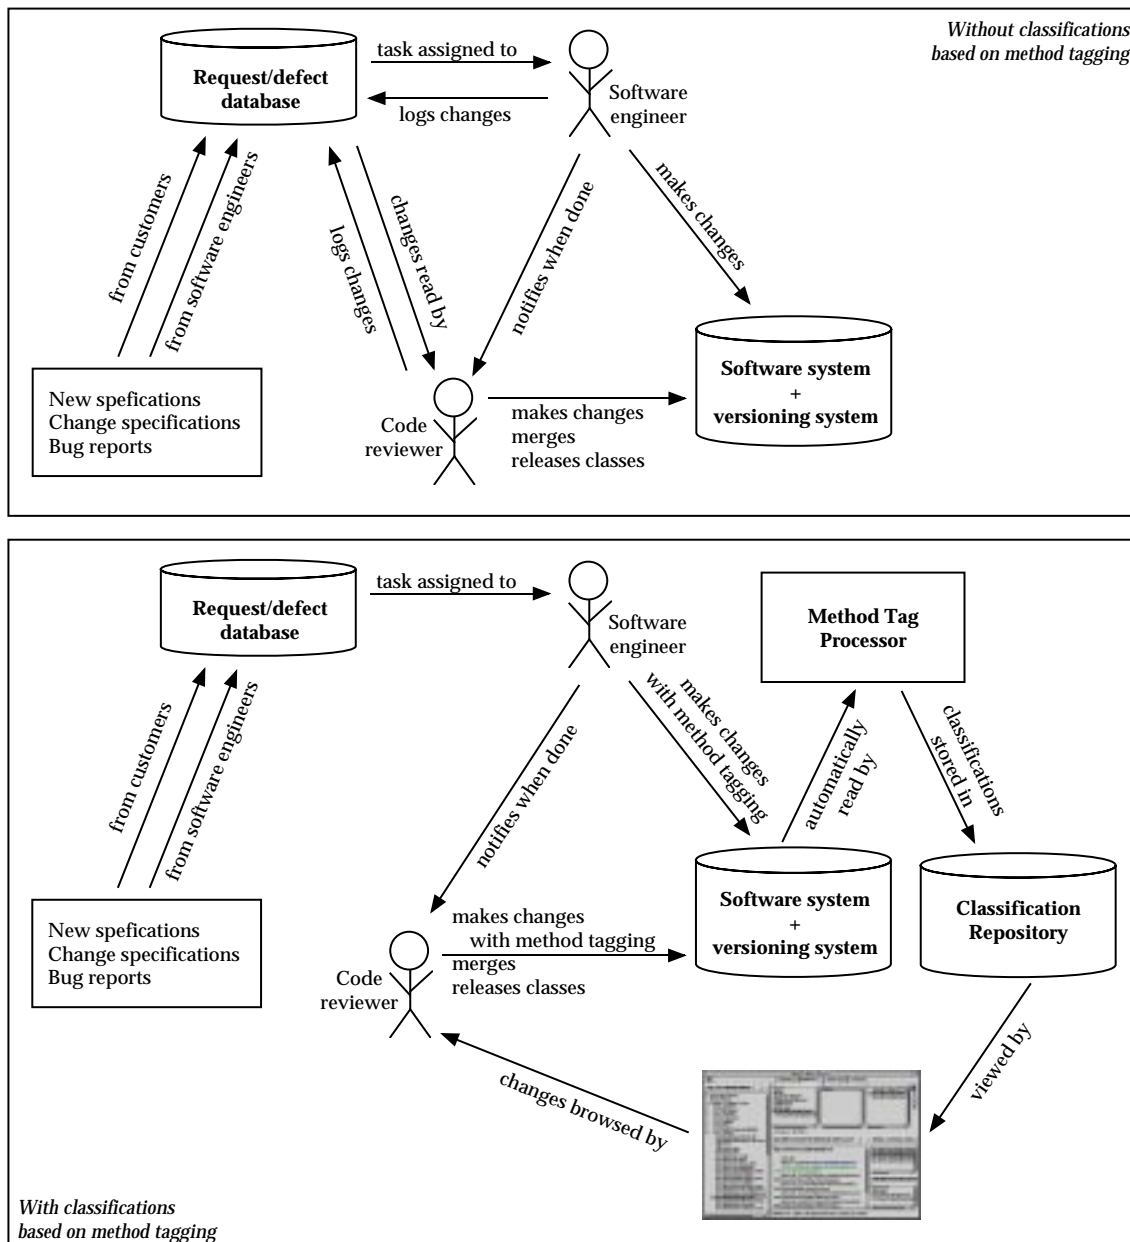 Without classifications
based on method tagging
Request/defect
database
task assigned to
logs changes
Software
engineer
from customers
from software engineers
logs changes
changes read by
notifies when done
makes changes
New spefications
Change specifications
Bug reports
Code
reviewer
makes changes
merges
releases classes
Software system
+
versioning system
Request/defect
database
task assigned to
Software
engineer
Method Tag
Processor
from customers
from software engineers
notifies when done
makes changes
with method tagging
automatically
read by
classifications
stored in
New spefications
Change specifications
Bug reports
Code
reviewer
makes changes
with method tagging
merges
releases classes
Software system
+
versioning system
Classification
Repository
changes browsed by
viewed by
With classifications
based on method tagging